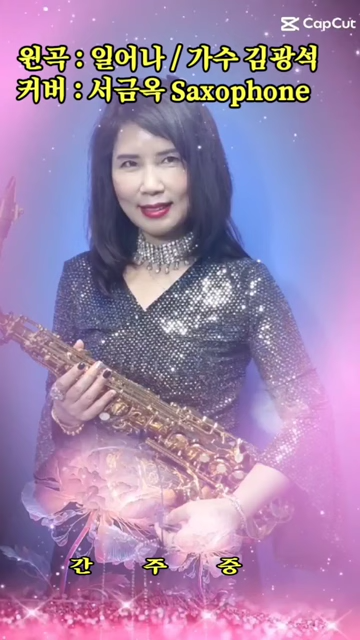 CapCut
원곡 : 일어나 / 가수 김광석
커버 : 서금옥 Saxophone
간 주 중